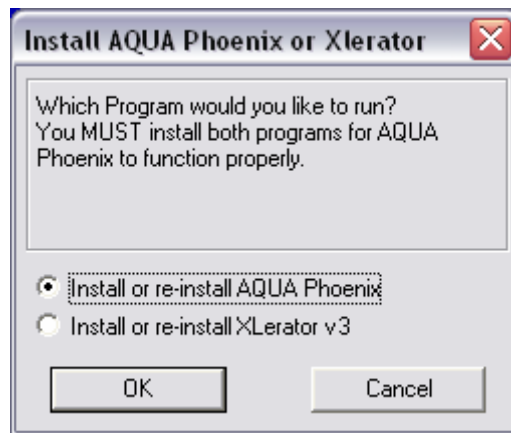 Install AQUA Phoenix or Xlerator
Which Program would you like to run?
You MUST install both programs for AQUA
Phoenix to function properly.
Install or re-install AQUA Phoenix
Install or re-install XLerator v3
OK
Cancel